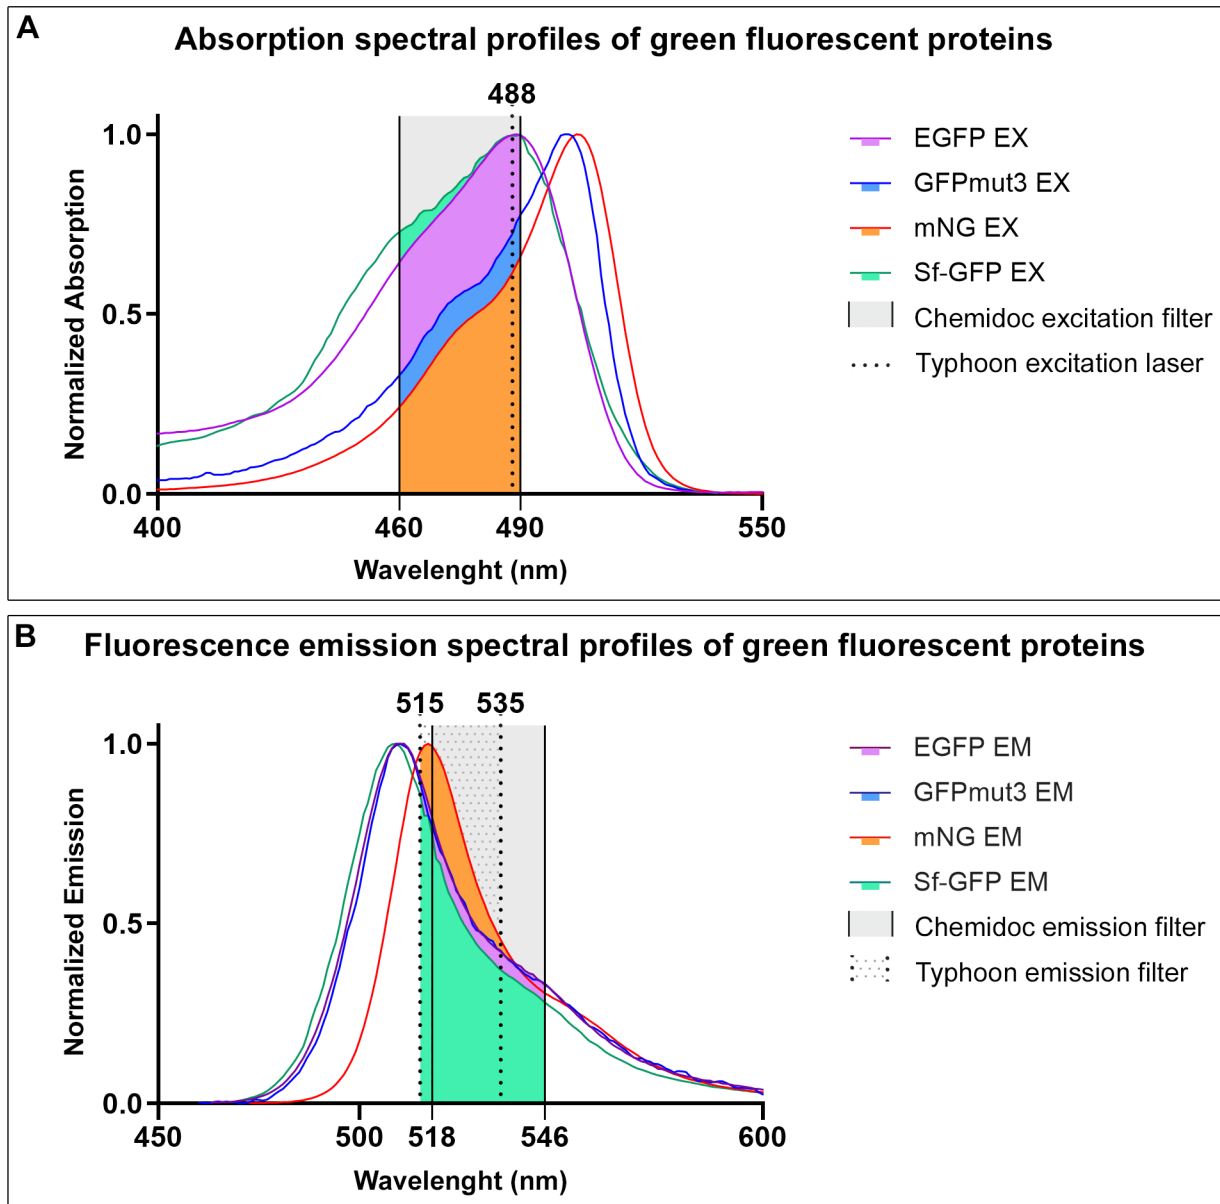 A
Absorption spectral profiles of green fluorescent proteins
488
1.0
0.5
0.0
Normalized Absorption
400
460
490
550
Wavelenght (nm)
EGFP EX
GFPmut3 EX
mNG EX
Sf-GFP EX
Chemidoc excitation filter
Typhoon excitation laser
B
Fluorescence emission spectral profiles of green fluorescent proteins
515
535
1.0
0.5
0.0
Normalized Emission
450
500
518
546
600
Wavelenght (nm)
EGFP EM
GFPmut3 EM
mNG EM
Sf-GFP EM
Chemidoc emission filter
Typhoon emission filter